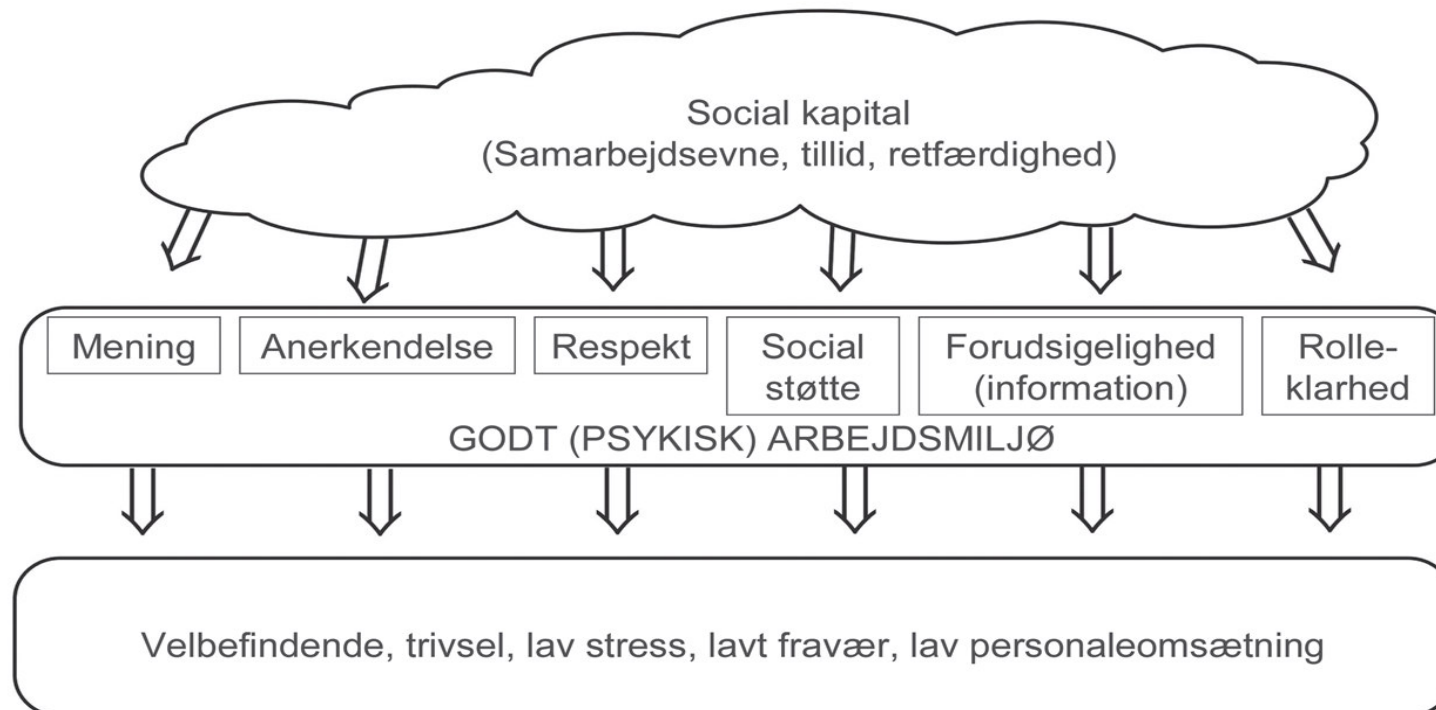 Social kapital
(Samarbejdsevne, tillid, retfærdighed)
Mening
Anerkendelse
Respekt
Social
støtte
Forudsigelighed
(information)
Rolle-
klarhed
GODT (PSYKISK) ARBEJDSMILJØ
Velbefindende, trivsel, lav stress, lavt fravær, lav personaleomsætning